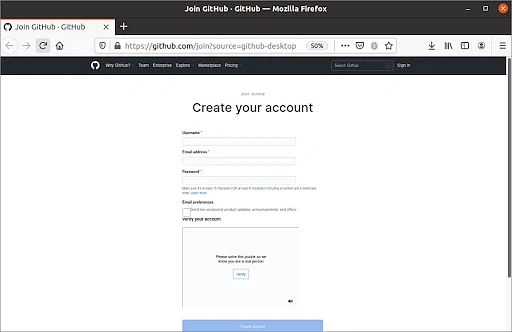 Join GitHub · GitHub — Mozilla Firefox
Join GitHub · GitHub
https://github.com/join?source=github-desktop
50%
Why GitHub? Team Enterprise Explore Marketplace Pricing
Search GitHub
Sign in
Join GitHub
Create your account
Username *
Email address *
Password *
Make sure it's at least 15 characters OR at least 8 characters including a number and a lowercase letter. Learn more.
Email preferences
Send me occasional product updates, announcements, and offers.
Verify your account
Please solve this puzzle so we
know you are a real person
Verify
Create account